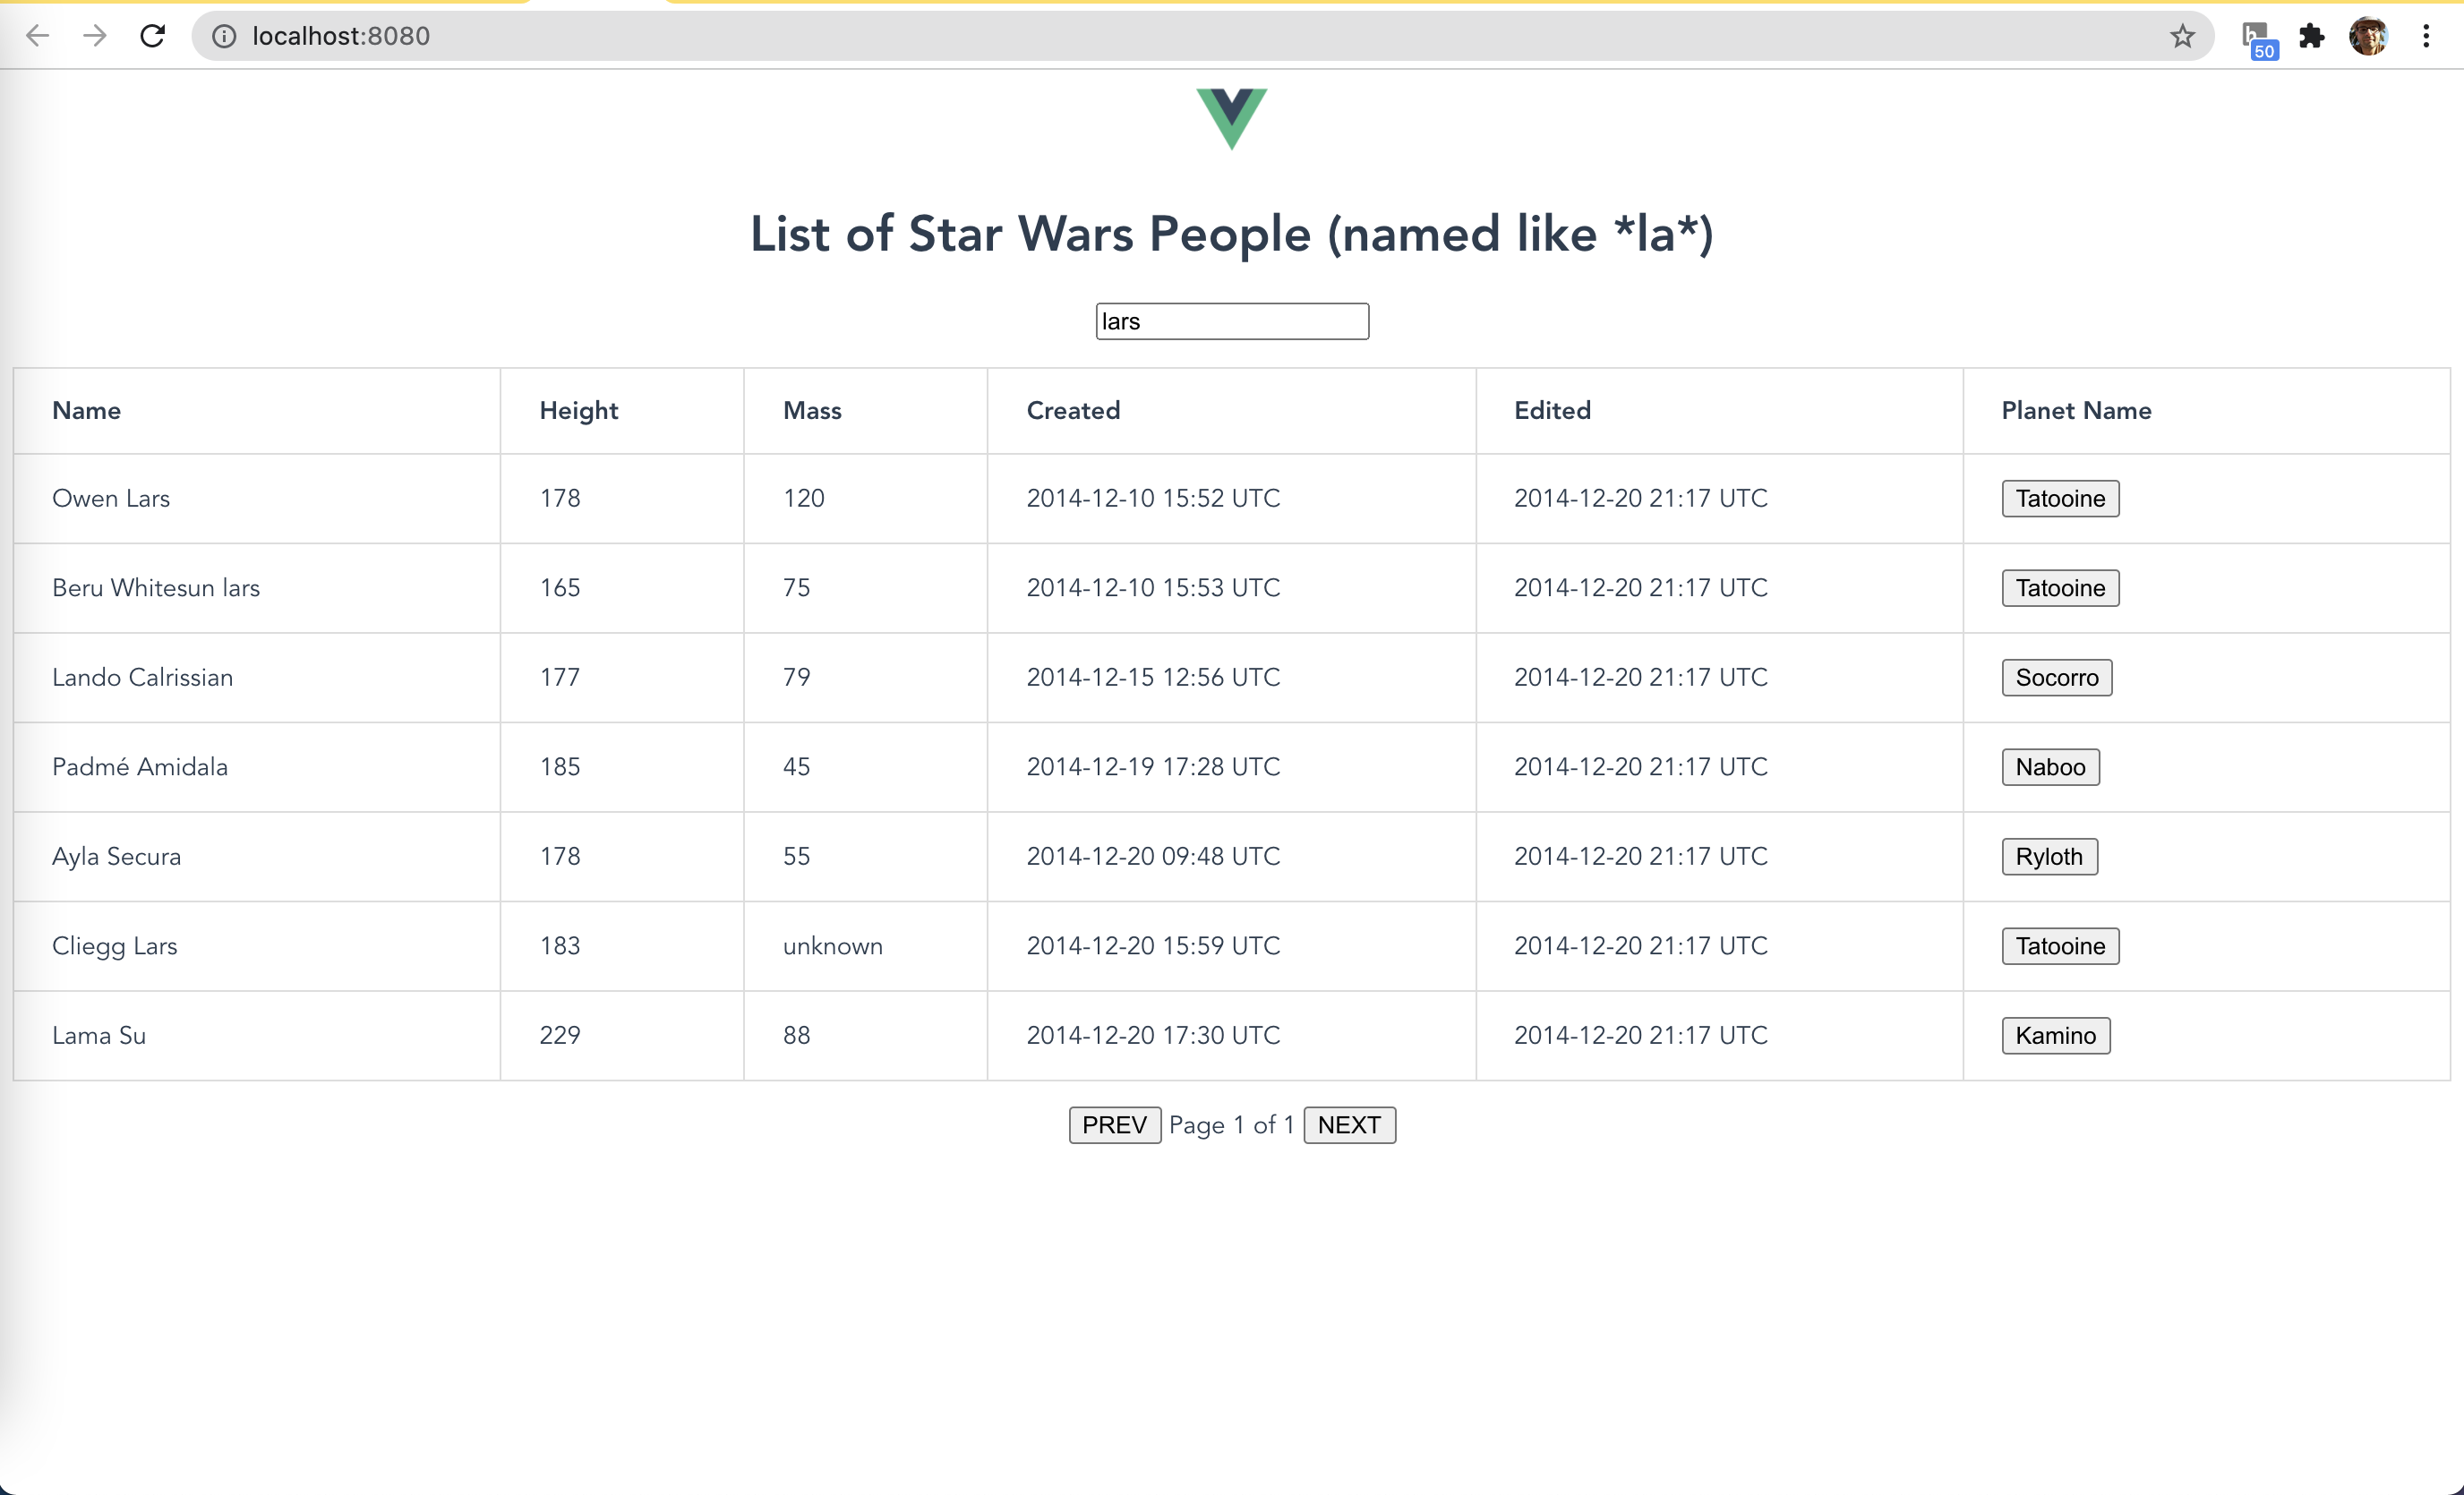 localhost:8080
50
List of Star Wars People (named like *la*)
lars
Name Height Mass Created Edited Planet Name
Owen Lars 178 120 2014-12-10 15:52 UTC 2014-12-20 21:17 UTC Tatooine
Beru Whitesun lars 165 75 2014-12-10 15:53 UTC 2014-12-20 21:17 UTC Tatooine
Lando Calrissian 177 79 2014-12-15 12:56 UTC 2014-12-20 21:17 UTC Socorro
Padmé Amidala 185 45 2014-12-19 17:28 UTC 2014-12-20 21:17 UTC Naboo
Ayla Secura 178 55 2014-12-20 09:48 UTC 2014-12-20 21:17 UTC Ryloth
Cliegg Lars 183 unknown 2014-12-20 15:59 UTC 2014-12-20 21:17 UTC Tatooine
Lama Su 229 88 2014-12-20 17:30 UTC 2014-12-20 21:17 UTC Kamino
PREV Page 1 of 1 NEXT